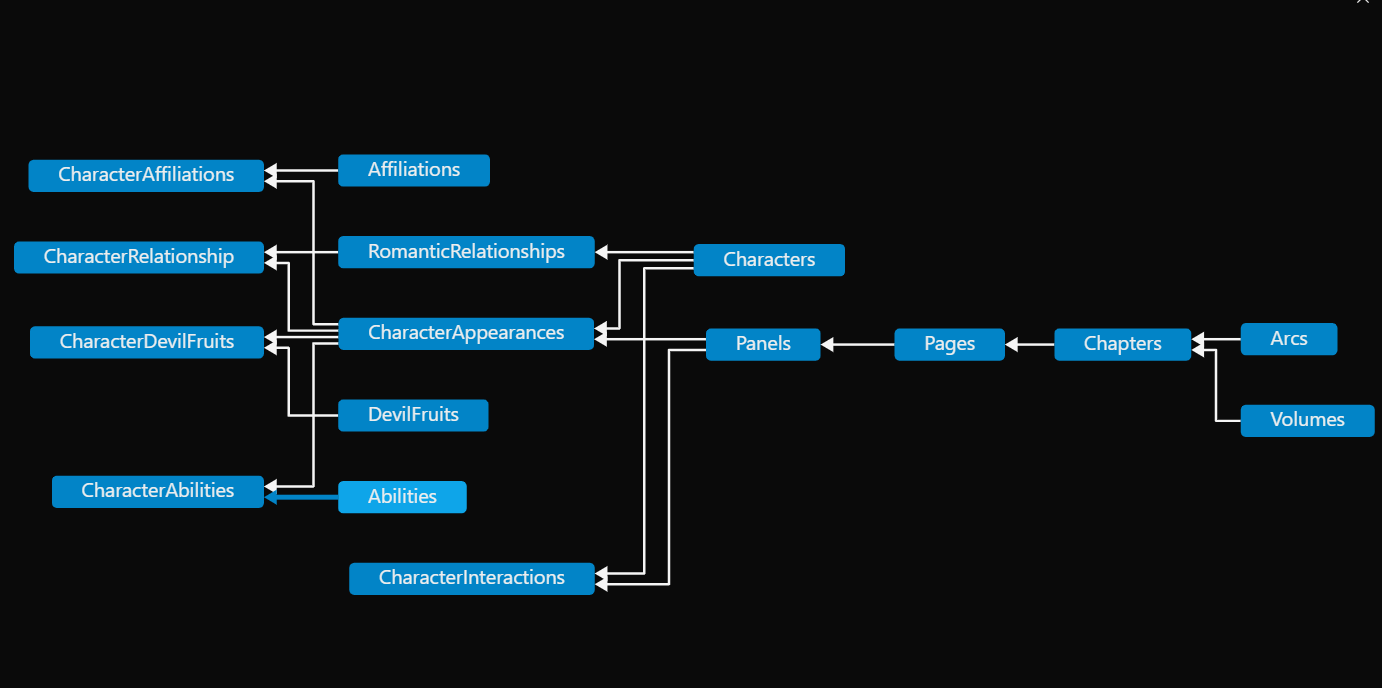 CharacterAffiliations
Affiliations
CharacterRelationship
RomanticRelationships
Characters
CharacterDevilFruits
CharacterAppearances
Panels
Pages
Chapters
Arcs
DevilFruits
Volumes
CharacterAbilities
Abilities
CharacterInteractions